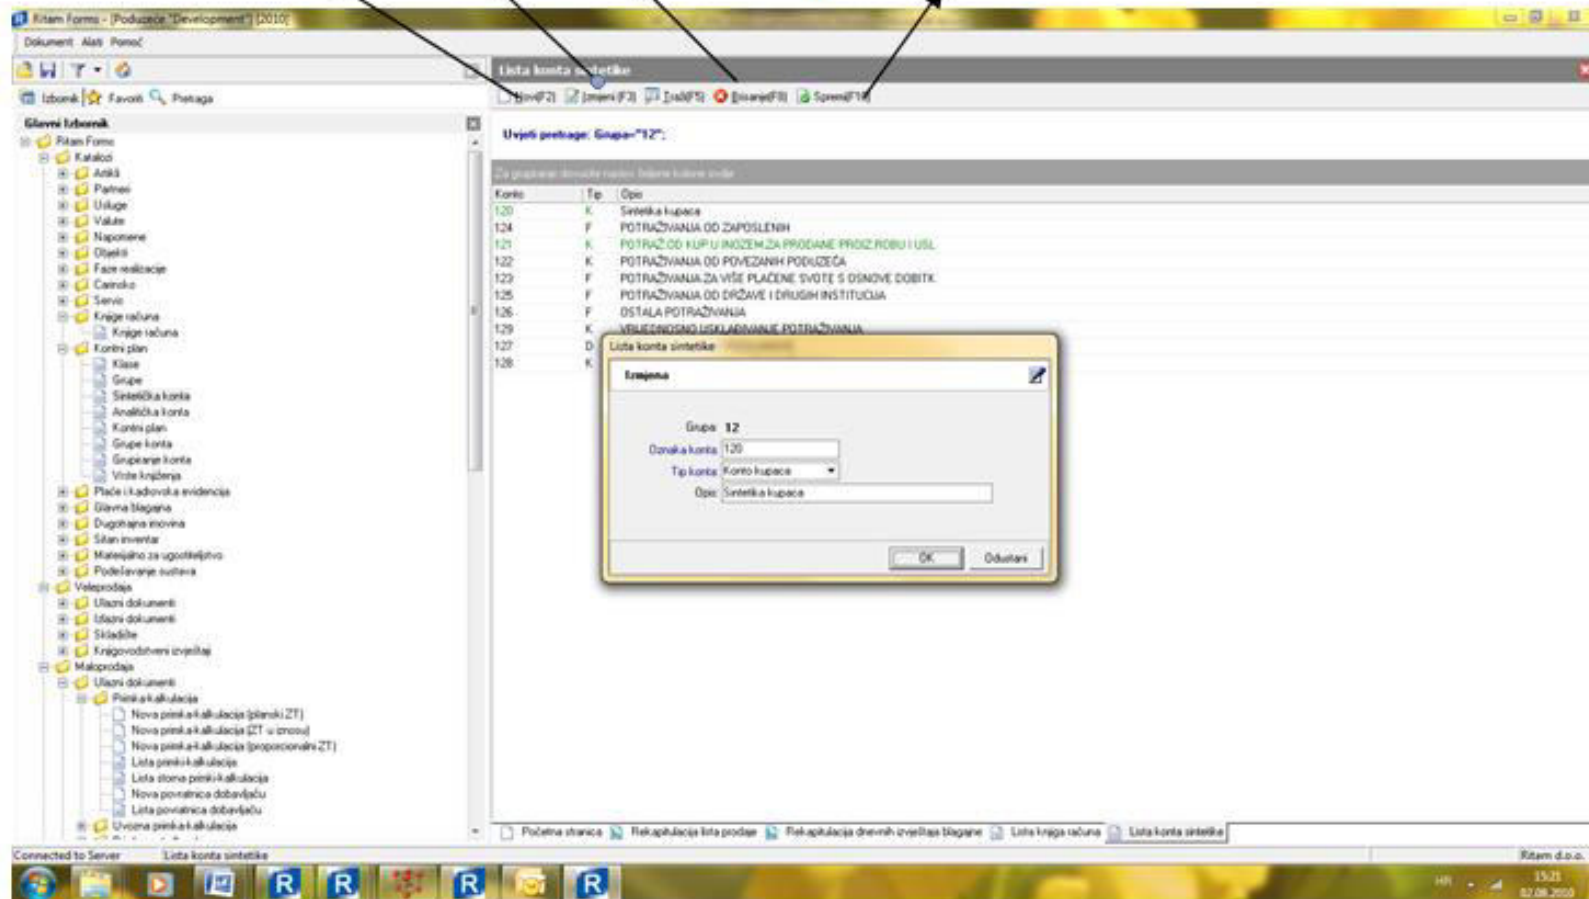 Ritam Forms - [Poduzeće "Development"] [2010]
Dokument Alati Pomoć
Izbornik Favoriti Pretraga
Glavni Izbornik
Ritam Forms
Katalozi
Artikli
Partneri
Usluge
Valute
Napomene
Objekti
Faze realizacije
Carinsko
Servis
Knjige računa
Knjige računa
Kontni plan
Klase
Grupe
Sintetička konta
Analitička konta
Kontni plan
Grupe konta
Grupiranje konta
Vrste knjiženja
Plaće i kadrovska evidencija
Glavna blagajna
Dugotrajna imovina
Sitan inventar
Materijalno za ugostiteljstvo
Podešavanje sustava
Veleprodaja
Ulazni dokumenti
Izlazni dokumenti
Skladište
Knjigovodstveni izvještaji
Maloprodaja
Ulazni dokumenti
Primka-kalkulacija
Nova primka-kalkulacija (planski ZT)
Nova primka-kalkulacija (ZT u iznosu)
Nova primka-kalkulacija (proporcionalni ZT)
Lista primki-kalkulacija
Lista storna primki-kalkulacija
Nova povratnica dobavljaču
Lista povratnica dobavljaču
Uvozna primka-kalkulacija
Lista konta sintetike
Novi(F2) Izmjeni (F3) Traži(F5) Brisanje(F8) Spremi(F10)
Uvjeti pretrage: Grupa="12";
Konto Tip Opis
120 K Sintetika kupaca
124 F POTRAŽIVANJA OD ZAPOSLENIH
121 K POTRAŽ.OD KUP U INOZEM.ZA PRODANE PROIZ.ROBU I USL
122 K POTRAŽIVANJA OD POVEZANIH PODUZEĆA
123 F POTRAŽIVANJA ZA VIŠE PLAĆENE SVOTE S OSNOVE DOBITK
125 F POTRAŽIVANJA OD DRŽAVE I DRUGIH INSTITUCIJA
126 F OSTALA POTRAŽIVANJA
129 K VRIJEDNOSNO USKLAĐIVANJE POTRAŽIVANJA
127 D
128 K
Lista konta sintetike
Izmjena
Grupa 12
Oznaka konta 120
Tip konta Konto kupaca
Opis Sintetika kupaca
OK Odustani
Početna stranica Rekapitulacija lista prodaje Rekapitulacija dnevnih izvještaja blagajne Lista knjiga računa Lista konta sintetike
Connected to Server Lista konta sintetike Ritam d.o.o.
HR 15:21
02.08.2010